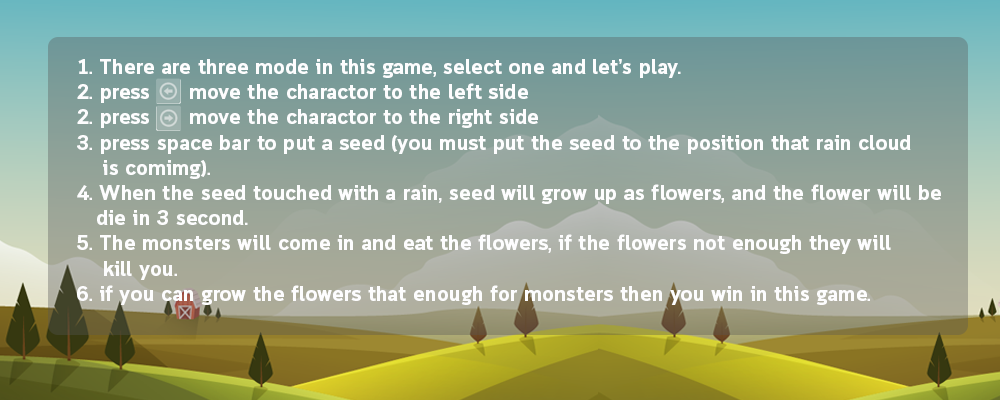 1. There are three mode in this game, select one and let's play.
2. press move the charactor to the left side
2. press move the charactor to the right side
3. press space bar to put a seed (you must put the seed to the position that rain cloud
is comimg).
4. When the seed touched with a rain, seed will grow up as flowers, and the flower will be
die in 3 second.
5. The monsters will come in and eat the flowers, if the flowers not enough they will
kill you.
6. if you can grow the flowers that enough for monsters then you win in this game.